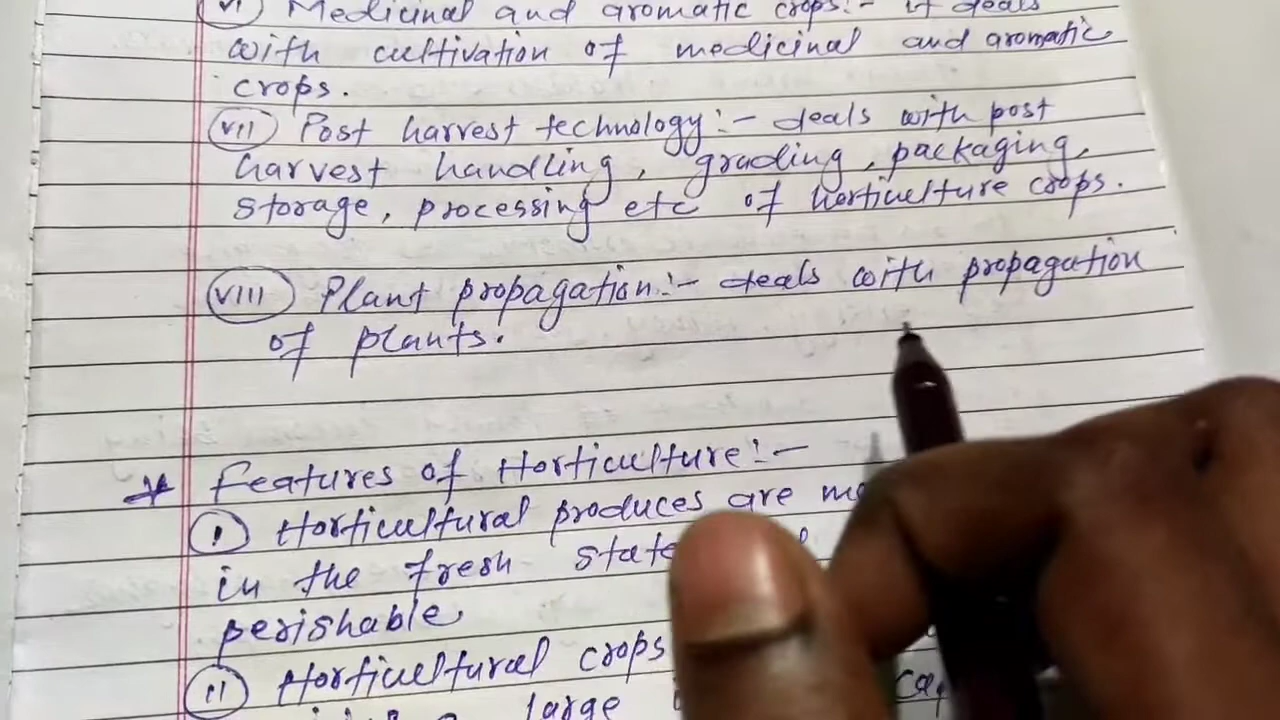 (vi) Medicinal and aromatic crops:- it deals
with cultivation of medicinal and aromatic
crops.
(vii) Post harvest technology:- deals with post
harvest handling, grading, packaging,
storage, processing etc of horticulture crops.
(viii) Plant propagation:- deals with propagation
of plants.
* Features of Horticulture:-
(i) Horticultural produces are
in the fresh state
perishable.
(ii) Horticultural crops
large